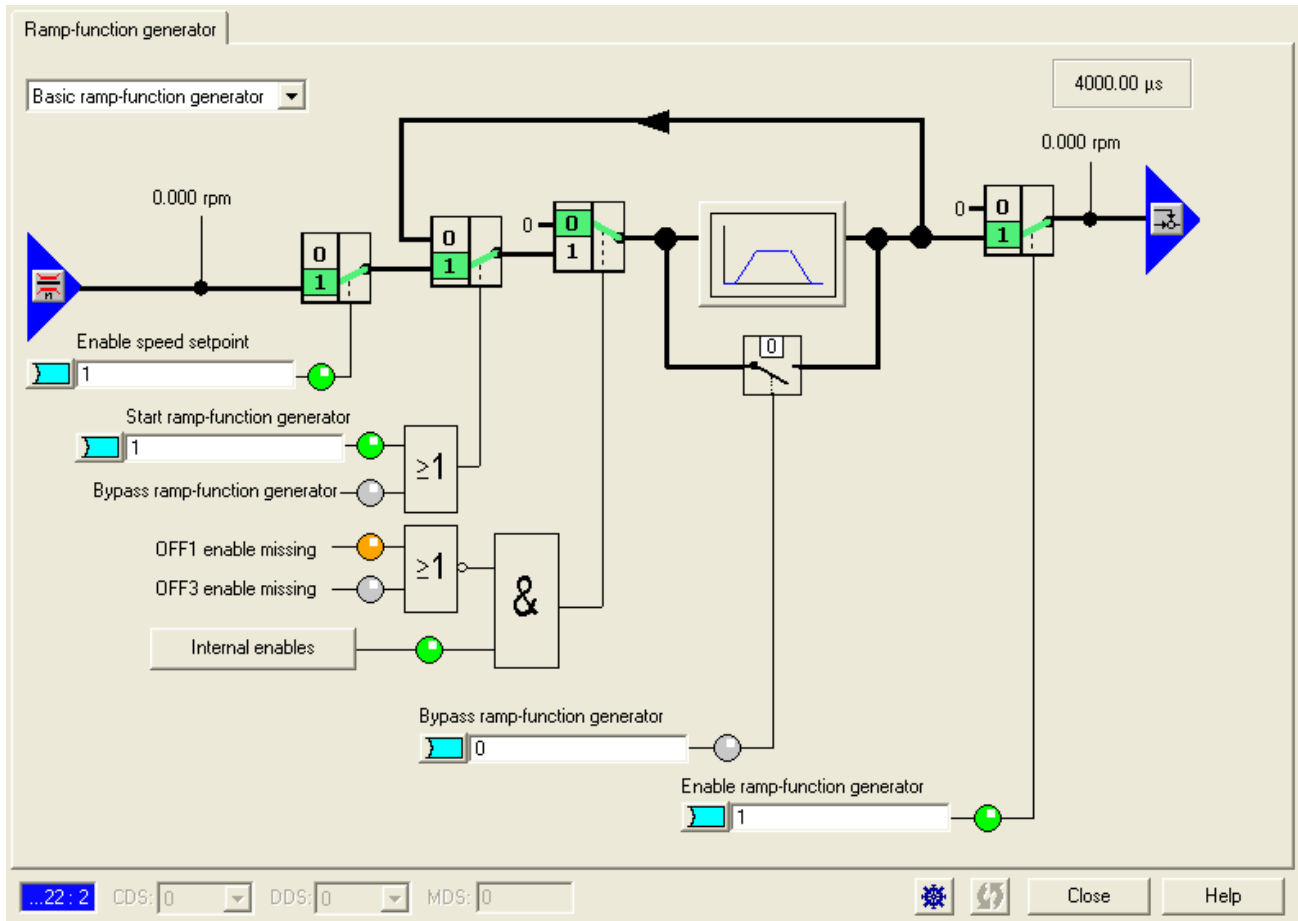 Ramp-function generator
Basic ramp-function generator
4000.00 µs
0.000 rpm
0.000 rpm
0
1
0
1
0
0
1
0
0
1
n
Enable speed setpoint
1
0
Start ramp-function generator
1
≥1
Bypass ramp-function generator
OFF1 enable missing
≥1
OFF3 enable missing
&
Internal enables
Bypass ramp-function generator
0
Enable ramp-function generator
1
...22 : 2
CDS: 0
DDS: 0
MDS: 0
Close
Help